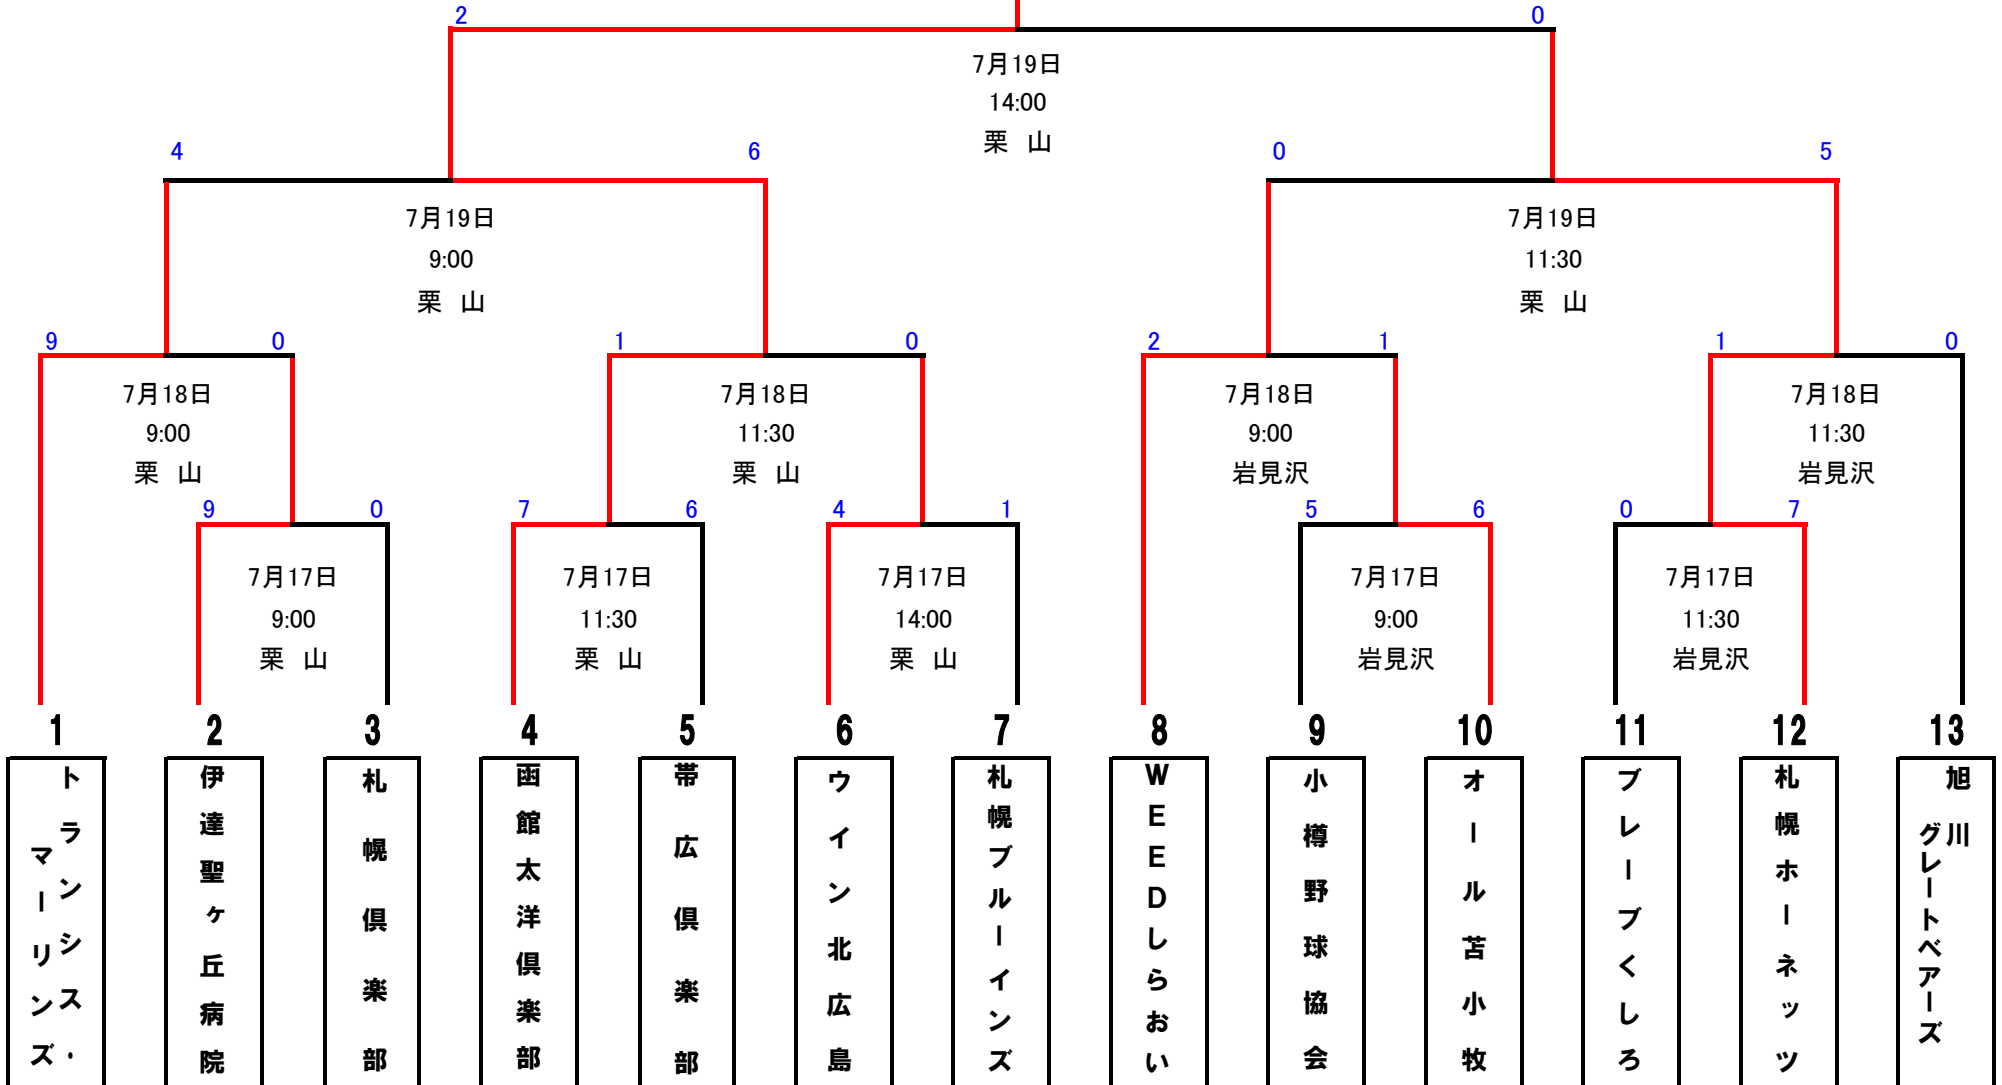 2
0
7月19日
14:00
栗 山
4
6
0
5
7月19日
9:00
栗 山
7月19日
11:30
栗 山
9
0
1
0
2
1
1
0
7月18日
9:00
栗 山
7月18日
11:30
栗 山
7月18日
9:00
岩見沢
7月18日
11:30
岩見沢
9
0
7
6
4
1
5
6
0
7
7月17日
9:00
栗 山
7月17日
11:30
栗 山
7月17日
14:00
栗 山
7月17日
9:00
岩見沢
7月17日
11:30
岩見沢
1
2
3
4
5
6
7
8
9
10
11
12
13
トランシス・
マーリンズ
伊達聖ヶ丘病院
札幌倶楽部
函館太洋倶楽部
帯広倶楽部
ウイン北広島
札幌ブルーインズ
WEEDしらおい
小樽野球協会
オール苫小牧
ブレーブくしろ
札幌ホーネッツ
旭川
グレートベアーズ